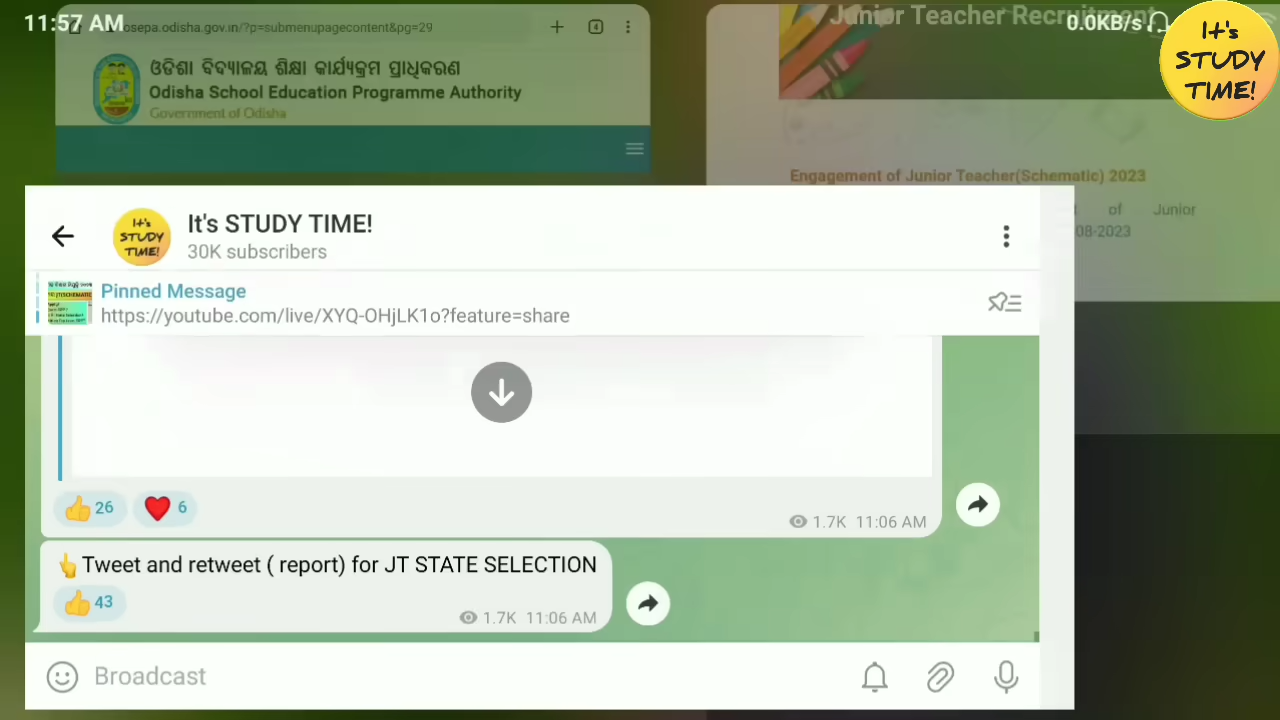 11:57 AM
osepa.odisha.gov.in/?p=submenupagecontent&pg=29
4
Junior Teacher Recruitment
0.0KB/s
It's
STUDY
TIME!
ଓଡିଶା ବିଦ୍ୟାଳୟ ଶିକ୍ଷା କାର୍ଯ୍ୟକ୍ରମ ପ୍ରାଧିକରଣ
Odisha School Education Programme Authority
Government of Odisha
Engagement of Junior Teacher(Schematic) 2023
of Junior
08-2023
It's
STUDY
TIME!
It's STUDY TIME!
30K subscribers
Pinned Message
https://youtube.com/live/XYQ-OHjLK1o?feature=share
👍 26 ❤️ 6
1.7K 11:06 AM
👆Tweet and retweet ( report) for JT STATE SELECTION
👍 43
1.7K 11:06 AM
Broadcast